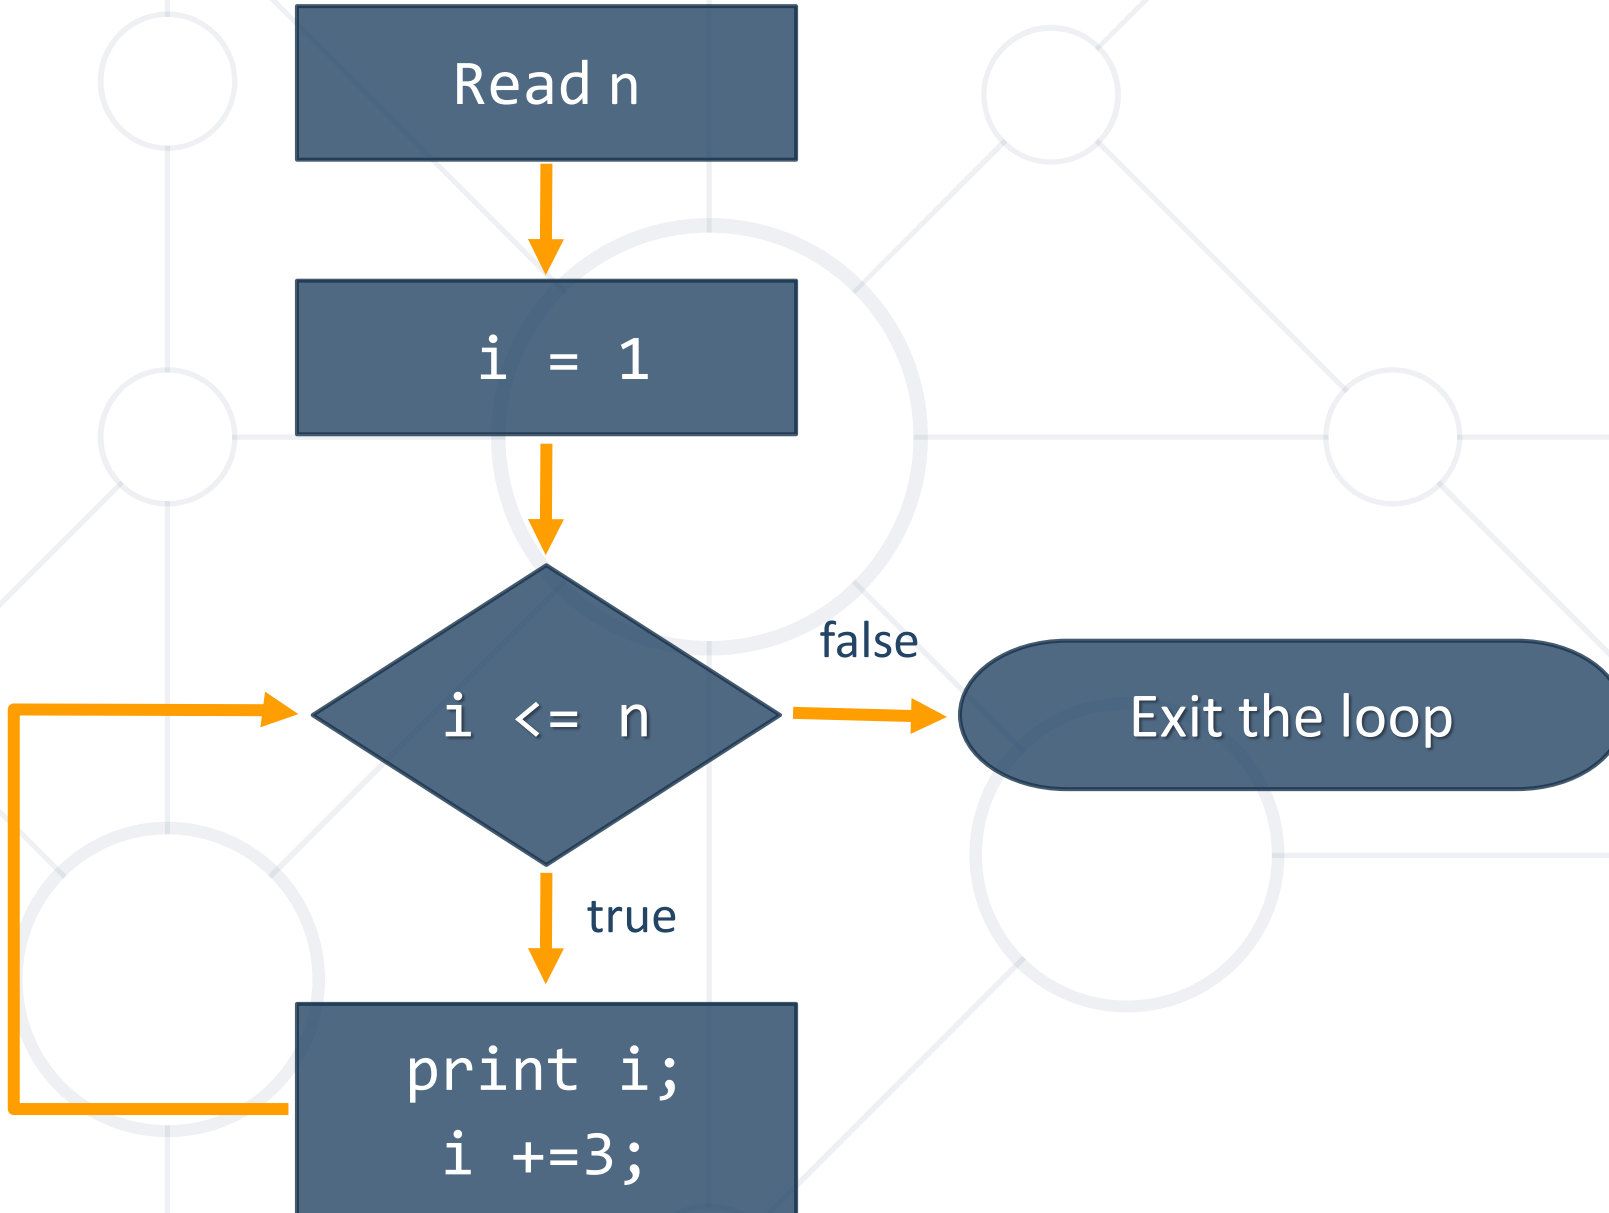 Read n
i = 1
i <= n
false
Exit the loop
true
print i;
i +=3;